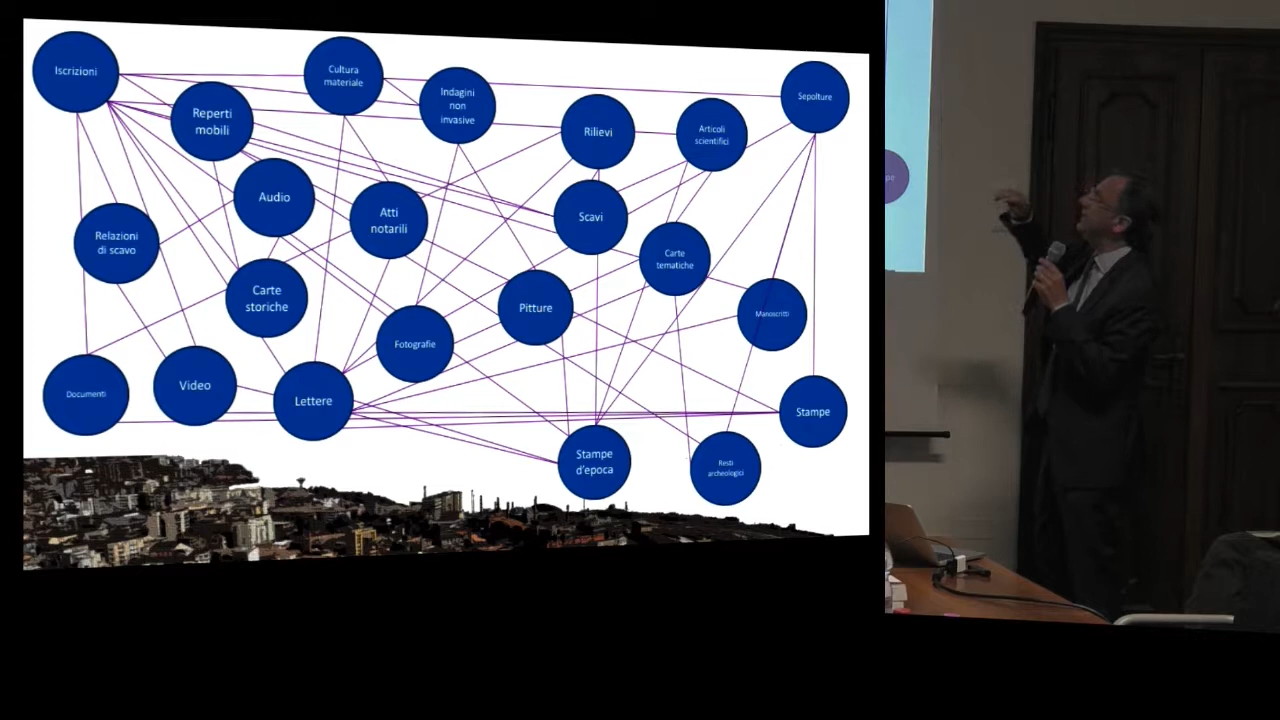 Iscrizioni
Cultura
materiale
Indagini
non
invasive
Sepolture
Reperti
mobili
Rilievi
Articoli
scientifici
Audio
Atti
notarili
Scavi
Relazioni
di scavo
Carte
tematiche
Carte
storiche
Pitture
Manoscritti
Fotografie
Documenti
Video
Lettere
Stampe
Stampe
d'epoca
Resti
archeologici
pe